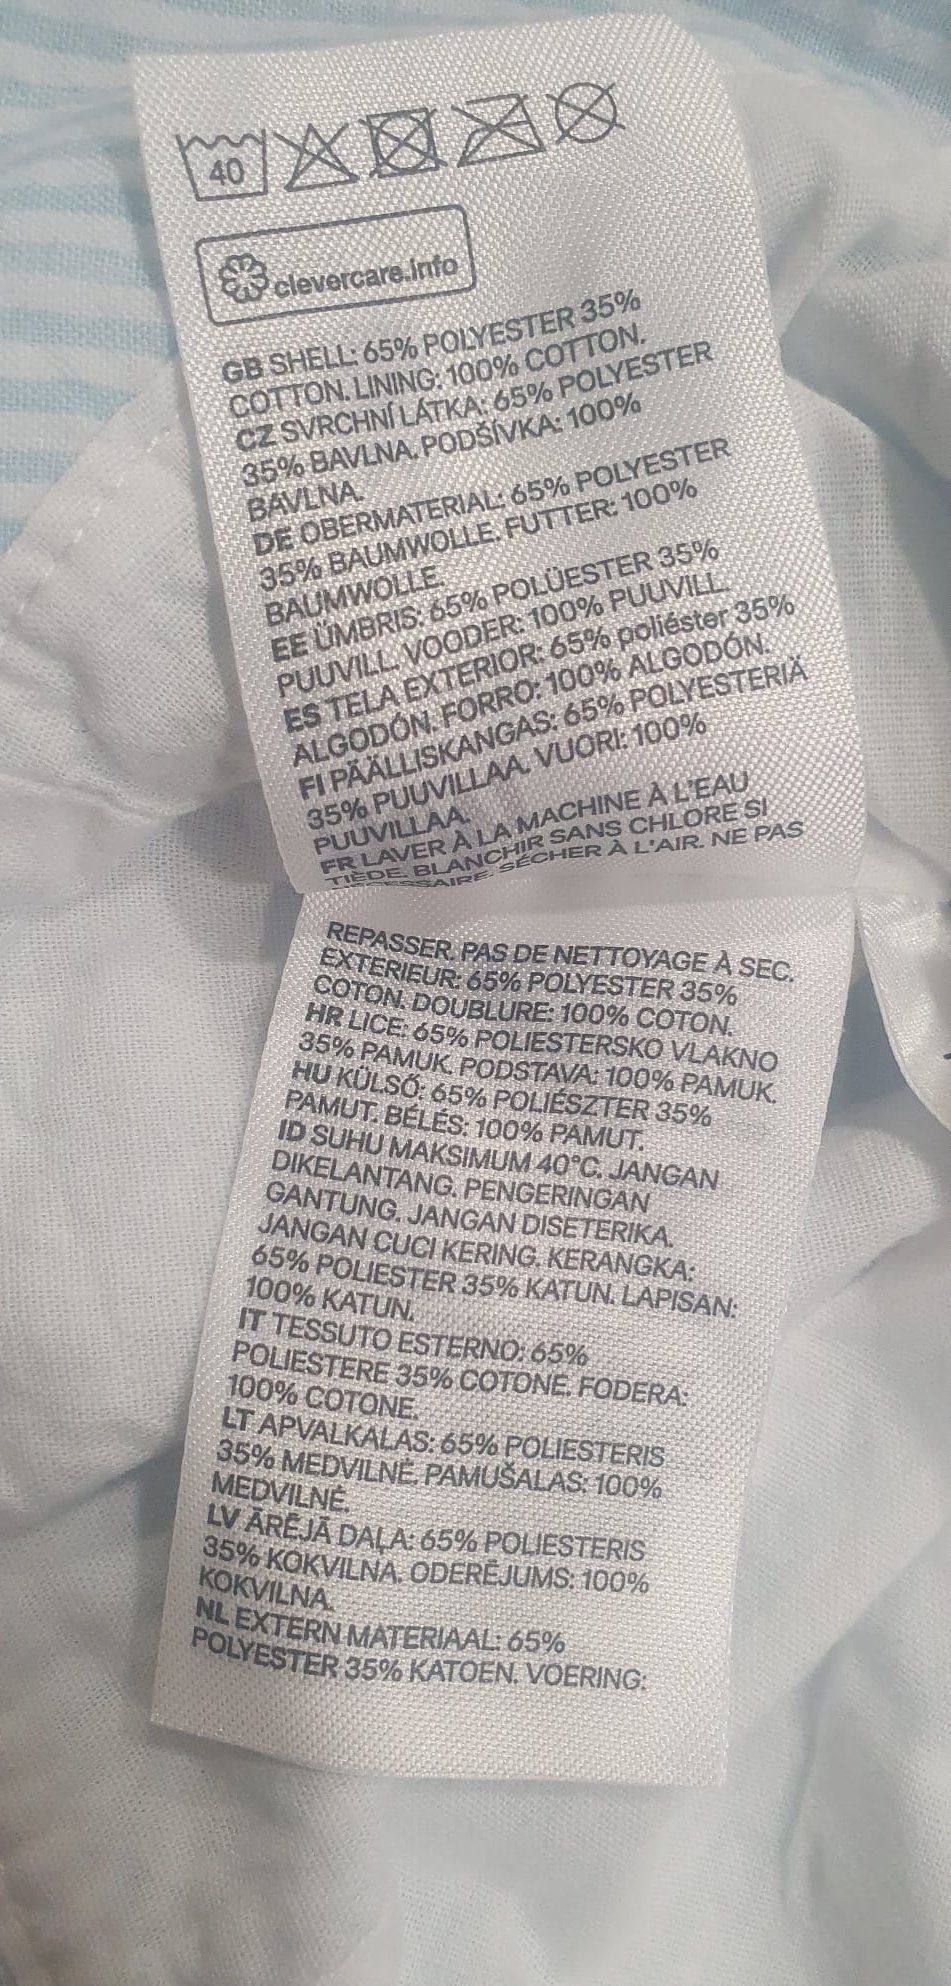 40
clevercare.info
GB SHELL: 65% POLYESTER 35%
COTTON. LINING: 100% COTTON.
CZ SVRCHNÍ LÁTKA: 65% POLYESTER
35% BAVLNA. PODŠÍVKA: 100%
BAVLNA.
DE OBERMATERIAL: 65% POLYESTER
35% BAUMWOLLE. FUTTER: 100%
BAUMWOLLE.
EE ÜMBRIS: 65% POLÜESTER 35%
PUUVILL. VOODER: 100% PUUVILL.
ES TELA EXTERIOR: 65% poliéster 35%
ALGODÓN. FORRO: 100% ALGODÓN.
FI PÄÄLLISKANGAS: 65% POLYESTERIÄ
35% PUUVILLAA. VUORI: 100%
PUUVILLAA.
FR LAVER À LA MACHINE À L'EAU
TIÈDE. BLANCHIR SANS CHLORE SI
SÉCHER À L'AIR. NE PAS
REPASSER. PAS DE NETTOYAGE À SEC.
EXTERIEUR: 65% POLYESTER 35%
COTON. DOUBLURE: 100% COTON.
HR LICE: 65% POLIESTERSKO VLAKNO
35% PAMUK. PODSTAVA: 100% PAMUK.
HU KÜLSŐ: 65% POLIÉSZTER 35%
PAMUT. BÉLÉS: 100% PAMUT.
ID SUHU MAKSIMUM 40°C. JANGAN
DIKELANTANG. PENGERINGAN
GANTUNG. JANGAN DISETERIKA.
JANGAN CUCI KERING. KERANGKA:
65% POLIESTER 35% KATUN. LAPISAN:
100% KATUN.
IT TESSUTO ESTERNO: 65%
POLIESTERE 35% COTONE. FODERA:
100% COTONE.
LT APVALKALAS: 65% POLIESTERIS
35% MEDVILNĖ. PAMUŠALAS: 100%
MEDVILNĖ.
LV ĀRĒJĀ DAĻA: 65% POLIESTERIS
35% KOKVILNA. ODERĒJUMS: 100%
KOKVILNA.
NL EXTERN MATERIAAL: 65%
POLYESTER 35% KATOEN. VOERING: